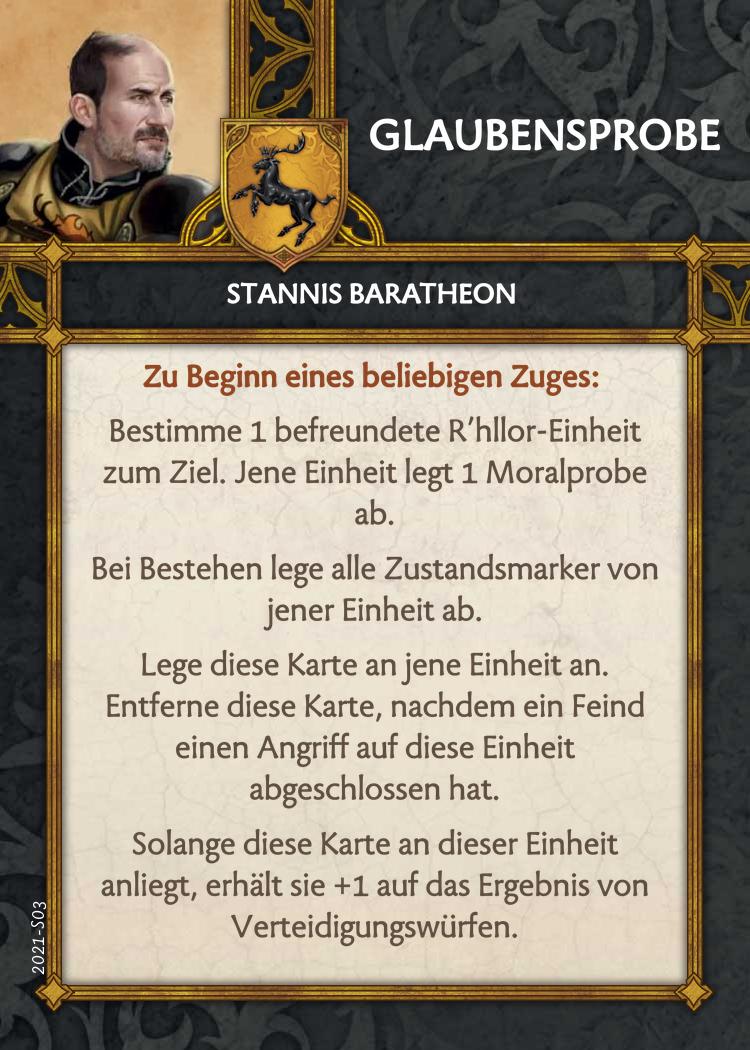 GLAUBENSPROBE
STANNIS BARATHEON
Zu Beginn eines beliebigen Zuges:
Bestimme 1 befreundete R'hllor-Einheit
zum Ziel. Jene Einheit legt 1 Moralprobe
ab.
Bei Bestehen lege alle Zustandsmarker von
jener Einheit ab.
Lege diese Karte an jene Einheit an.
Entferne diese Karte, nachdem ein Feind
einen Angriff auf diese Einheit
abgeschlossen hat.
Solange diese Karte an dieser Einheit
anliegt, erhält sie +1 auf das Ergebnis von
Verteidigungswürfen.
2021-S03